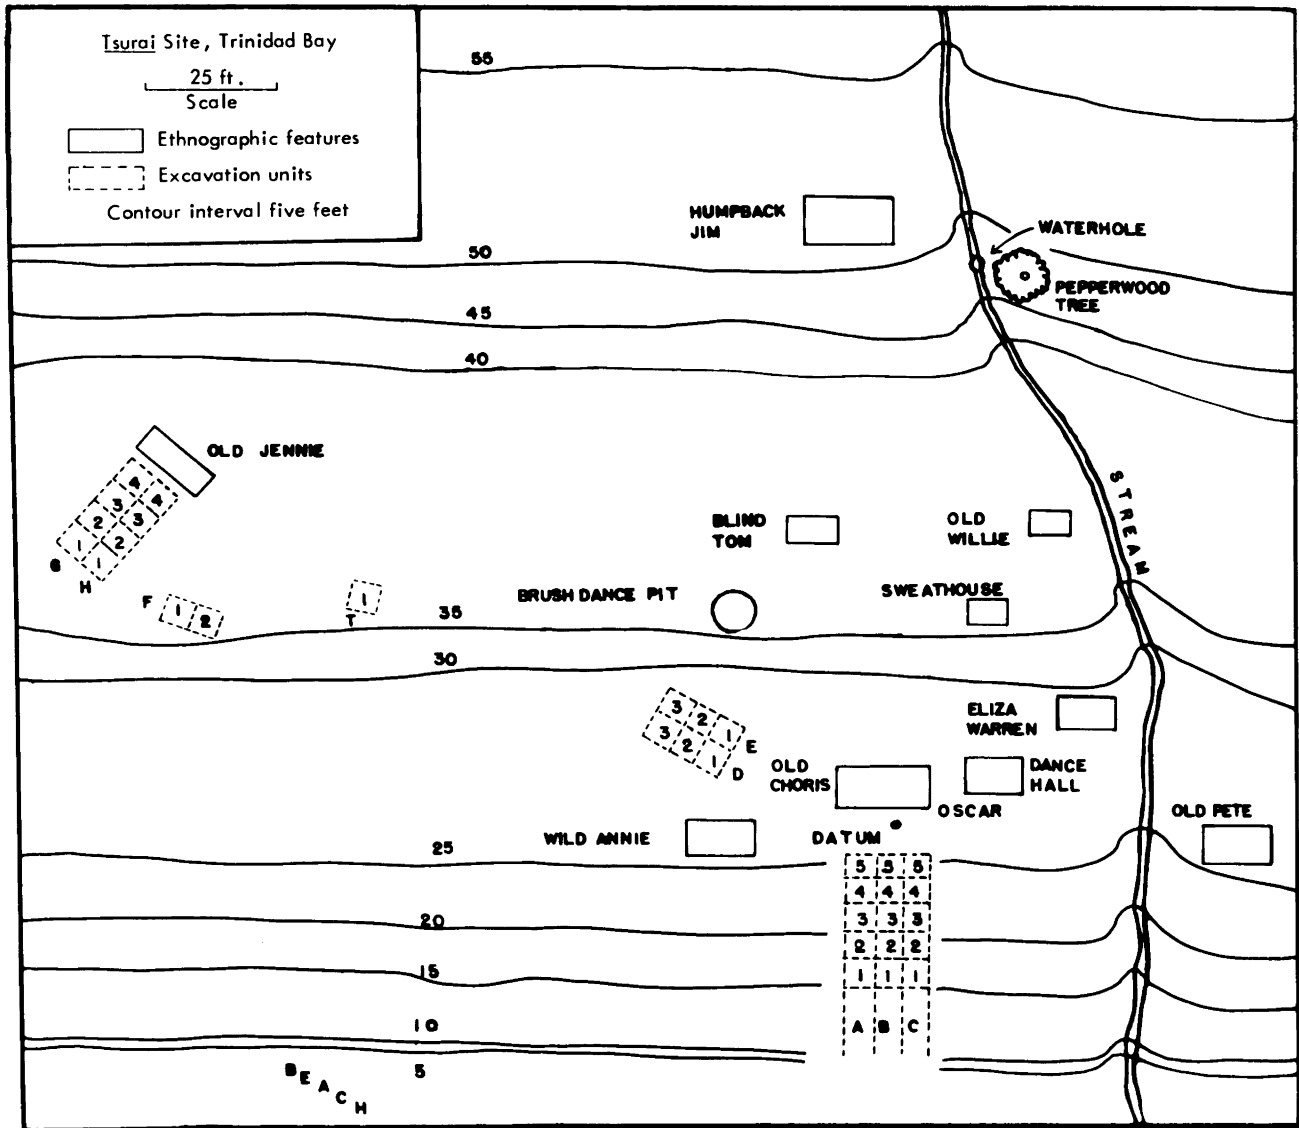 Tsurai Site, Trinidad Bay
25 ft.
Scale
Ethnographic features
Excavation units
Contour interval five feet
55
HUMPBACK
JIM
WATERHOLE
50
PEPPERWOOD
TREE
45
40
OLD JENNIE
4
3 4
2 3
1 2
1
G
H
STREAM
BLIND
TOM
OLD
WILLIE
F 1 2
1
T
BRUSH DANCE PIT
SWEATHOUSE
35
30
3 2 1 E
3 2 1 D
ELIZA
WARREN
OLD
CHORIS
DANCE
HALL
OSCAR
OLD PETE
WILD ANNIE
DATUM
25
5 5 5
4 4 4
3 3 3
20
2 2 2
15
1 1 1
10
A B C
5
BEACH